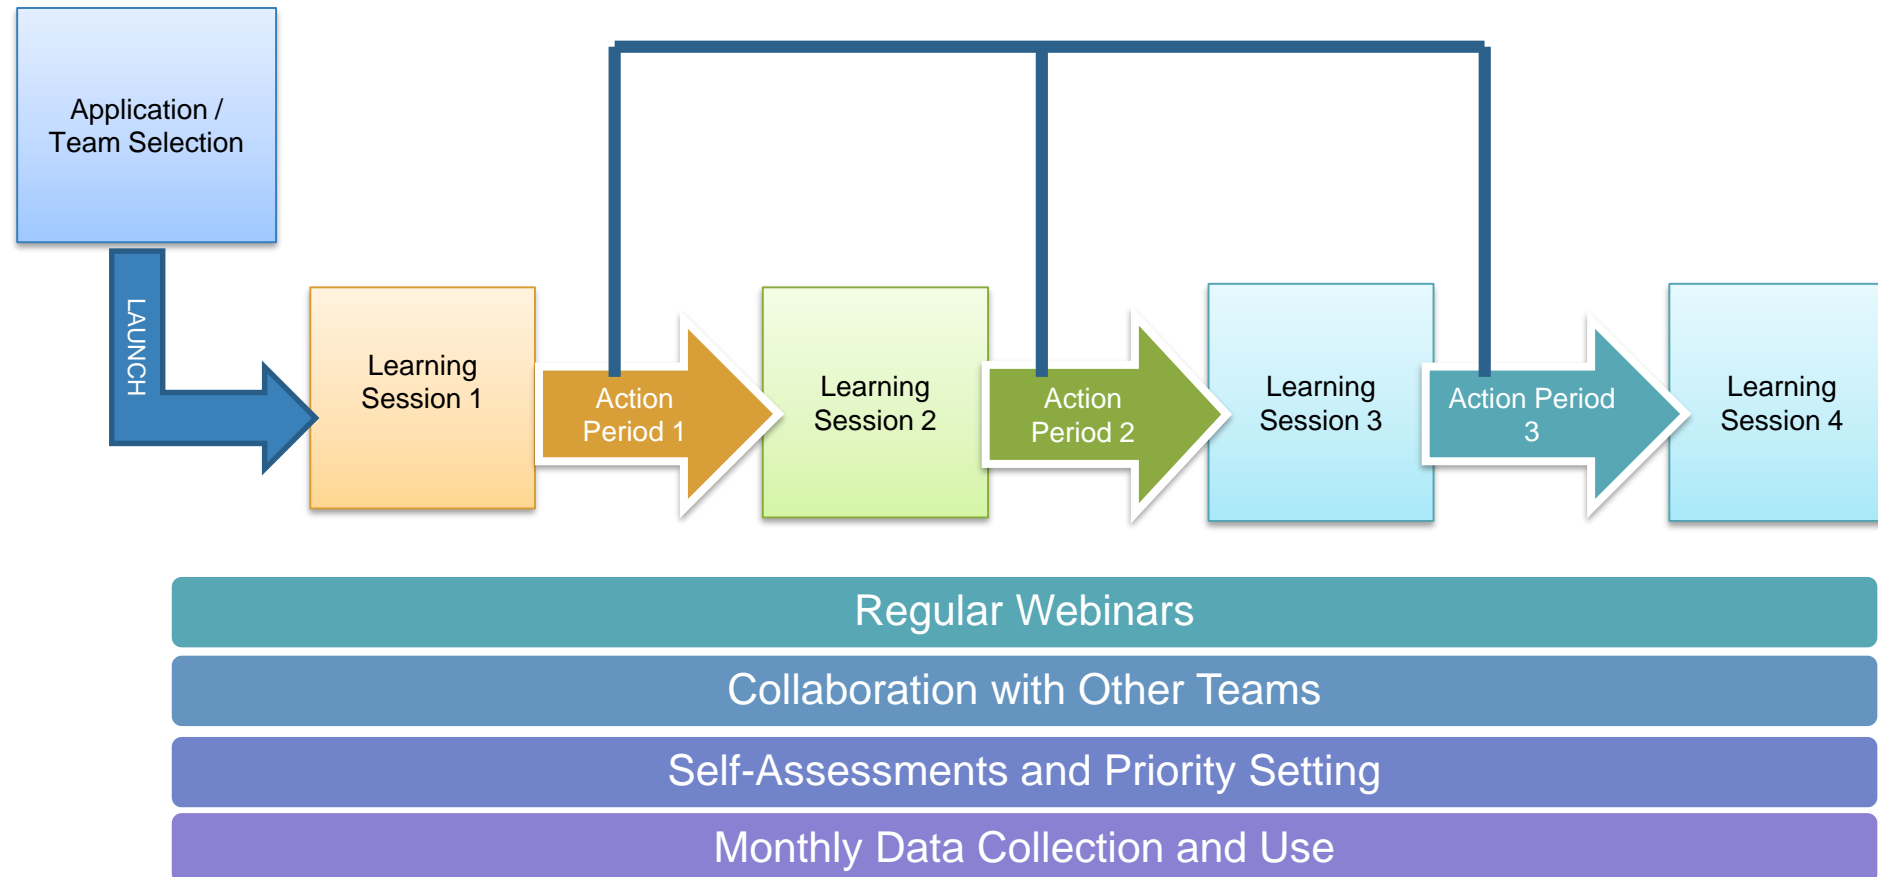 Application /
Team Selection
LAUNCH
Learning
Session 1
Action
Period 1
Learning
Session 2
Action
Period 2
Learning
Session 3
Action Period
3
Learning
Session 4
Regular Webinars
Collaboration with Other Teams
Self-Assessments and Priority Setting
Monthly Data Collection and Use